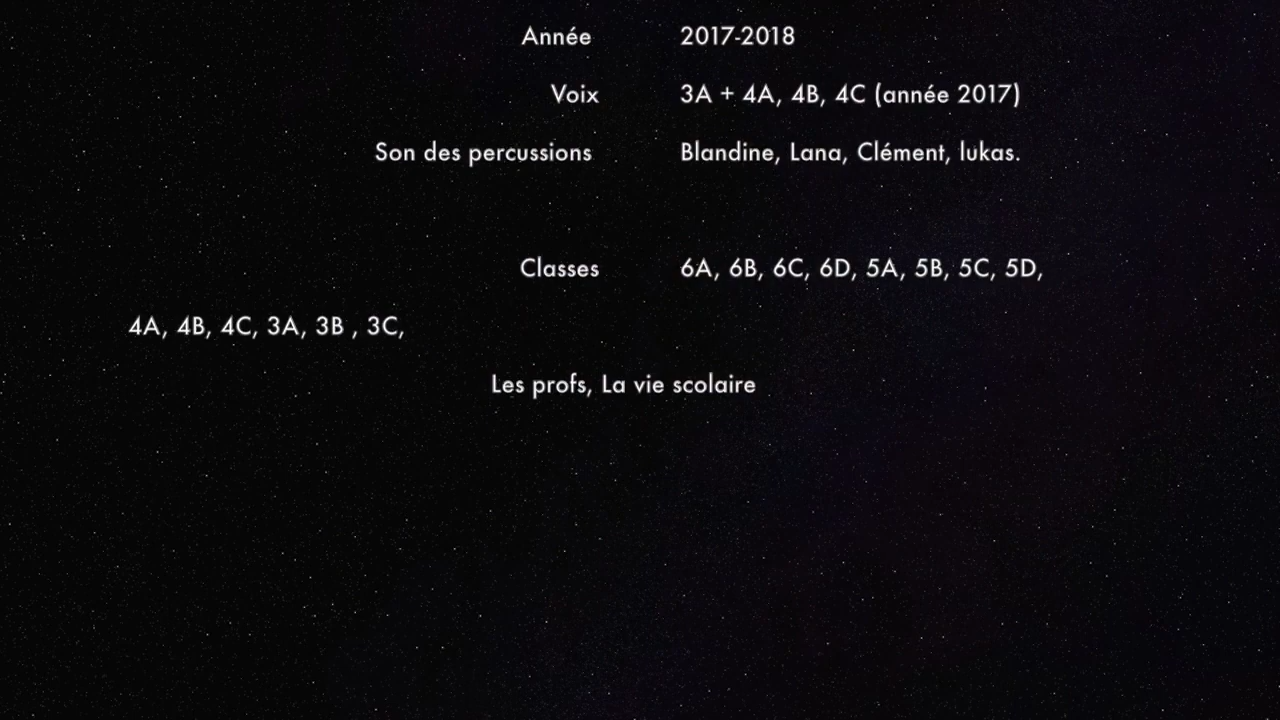 Année 2017-2018
Voix 3A + 4A, 4B, 4C (année 2017)
Son des percussions Blandine, Lana, Clément, lukas.
Classes 6A, 6B, 6C, 6D, 5A, 5B, 5C, 5D,
4A, 4B, 4C, 3A, 3B , 3C,
Les profs, La vie scolaire